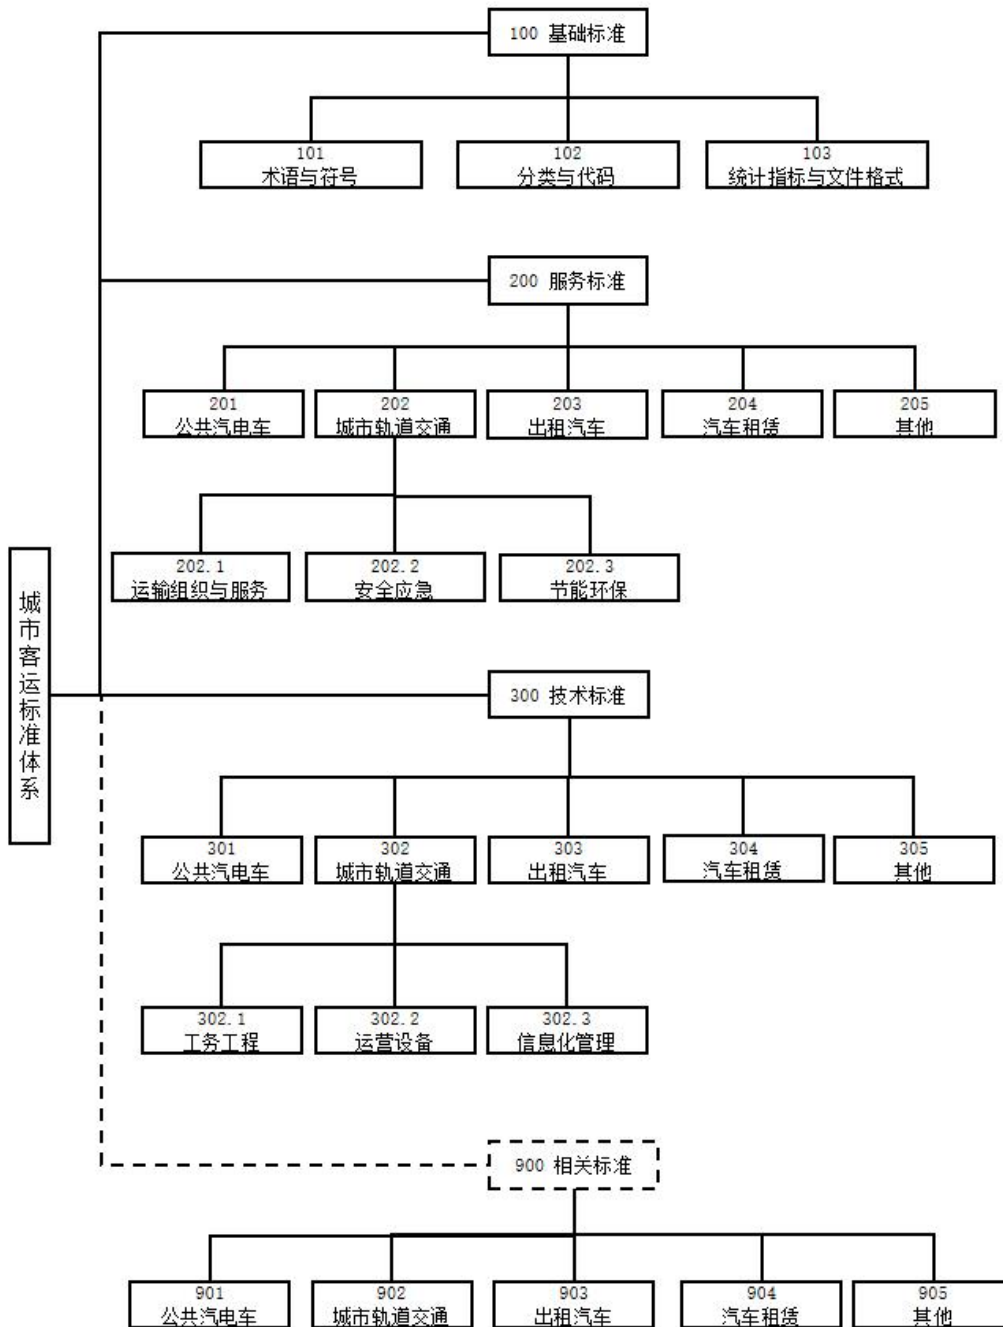 100 基础标准
101
术语与符号
102
分类与代码
103
统计指标与文件格式
200 服务标准
201
公共汽电车
202
城市轨道交通
203
出租汽车
204
汽车租赁
205
其他
202.1
运输组织与服务
202.2
安全应急
202.3
节能环保
城市客运标准体系
300 技术标准
301
公共汽电车
302
城市轨道交通
303
出租汽车
304
汽车租赁
305
其他
302.1
工务工程
302.2
运营设备
302.3
信息化管理
900 相关标准
901
公共汽电车
902
城市轨道交通
903
出租汽车
904
汽车租赁
905
其他